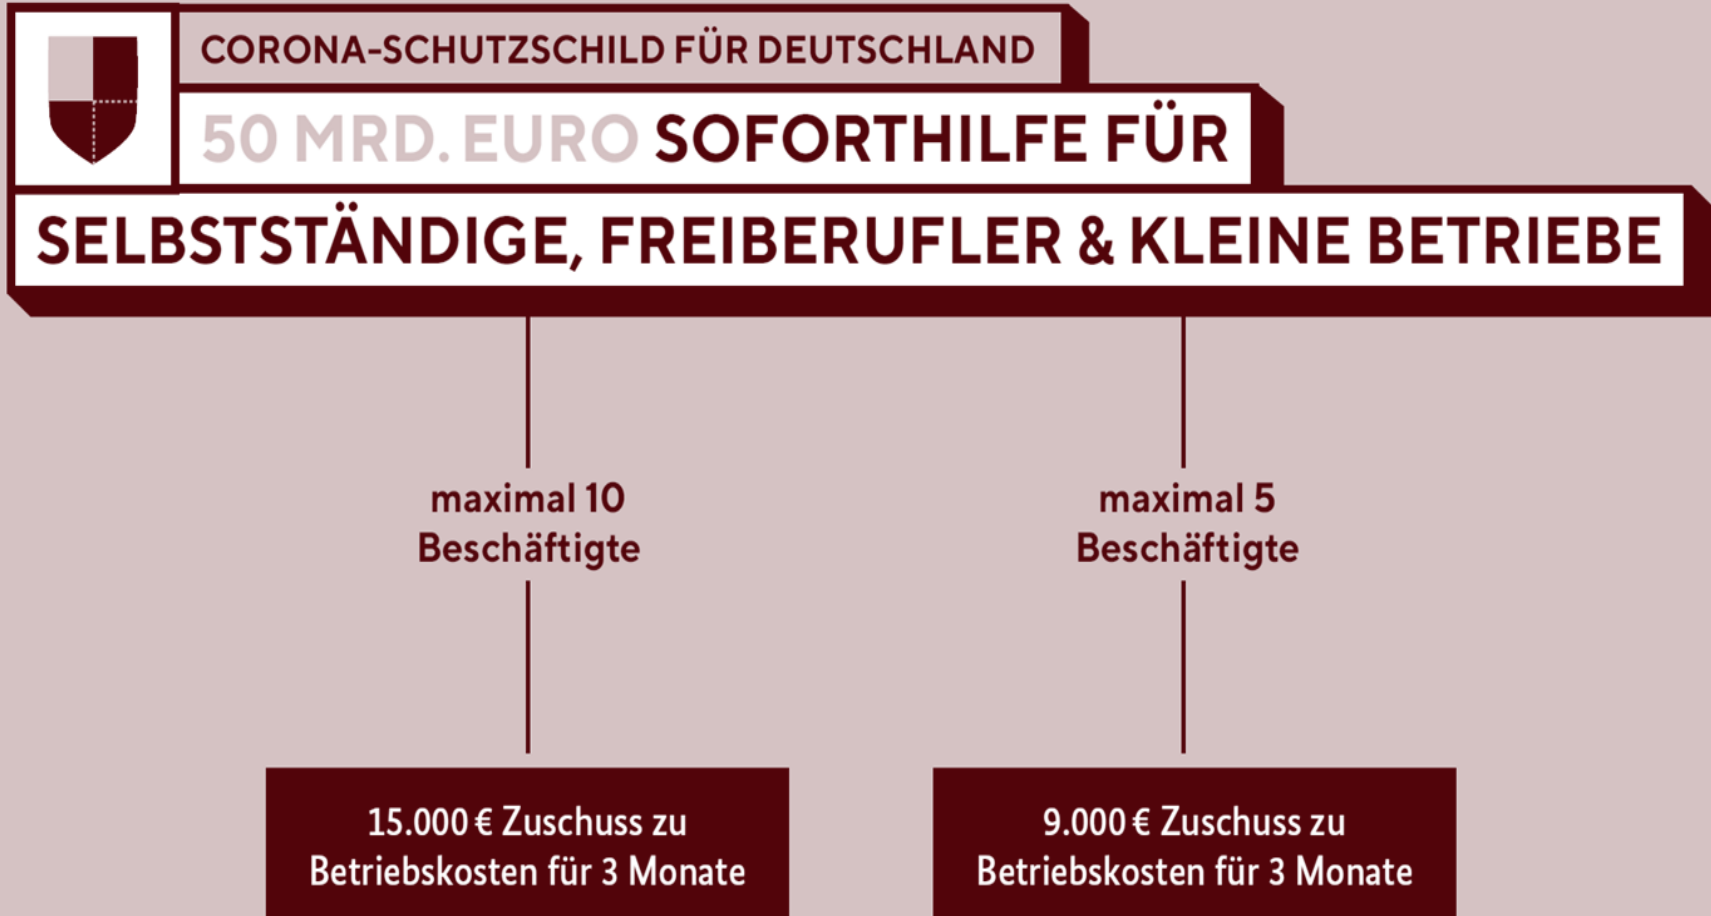 CORONA-SCHUTZSCHILD FÜR DEUTSCHLAND
50 MRD. EURO SOFORTHILFE FÜR
SELBSTSTÄNDIGE, FREIBERUFLER & KLEINE BETRIEBE
maximal 10
Beschäftigte
15.000 € Zuschuss zu
Betriebskosten für 3 Monate
maximal 5
Beschäftigte
9.000 € Zuschuss zu
Betriebskosten für 3 Monate